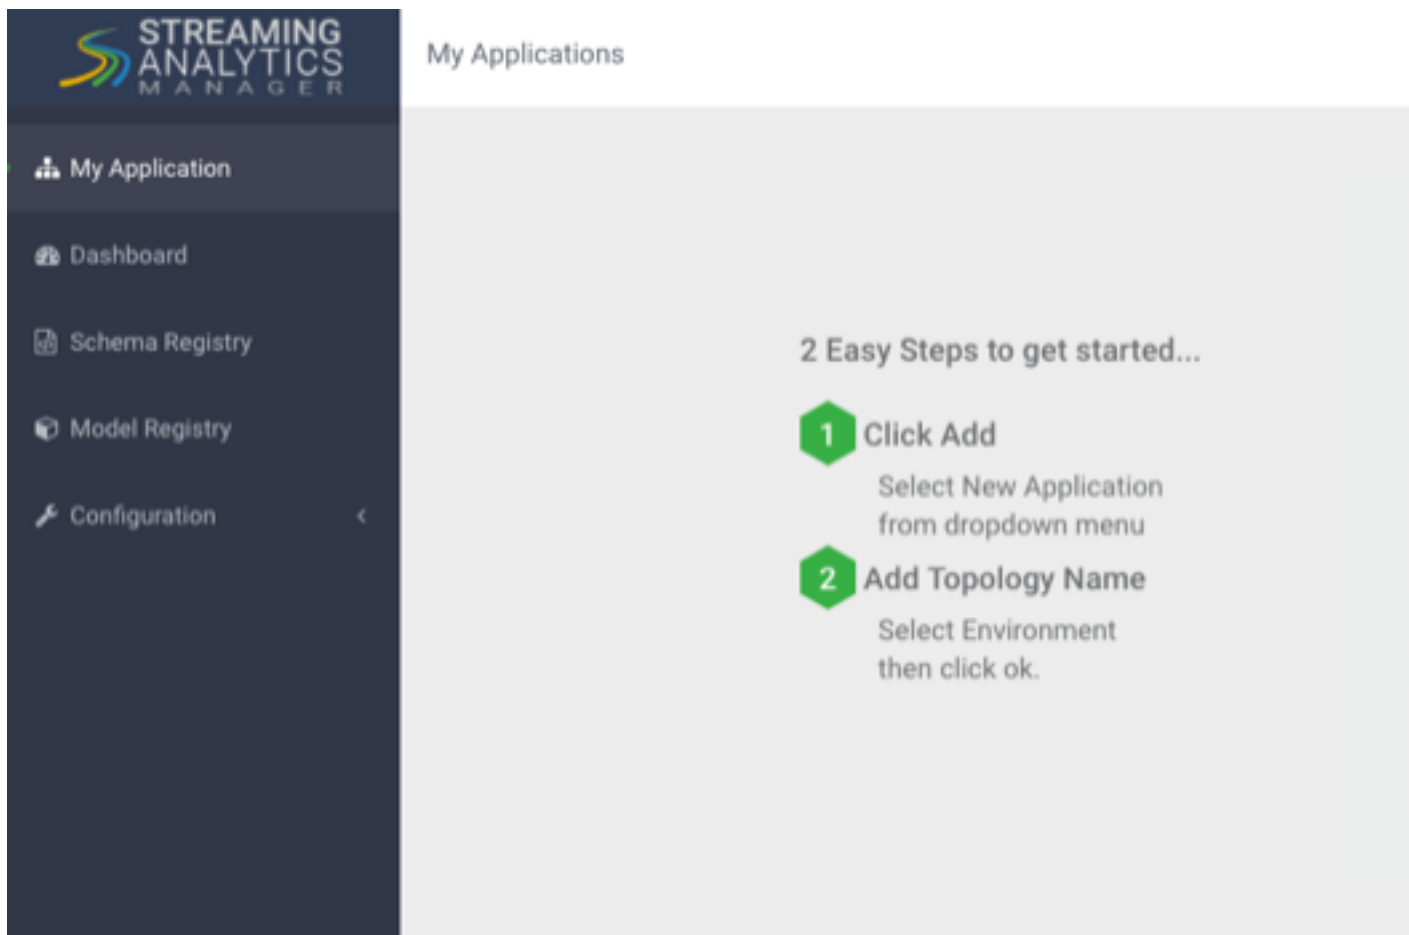 STREAMING
ANALYTICS
MANAGER
My Applications
My Application
Dashboard
Schema Registry
Model Registry
Configuration
2 Easy Steps to get started...
1 Click Add
Select New Application
from dropdown menu
2 Add Topology Name
Select Environment
then click ok.